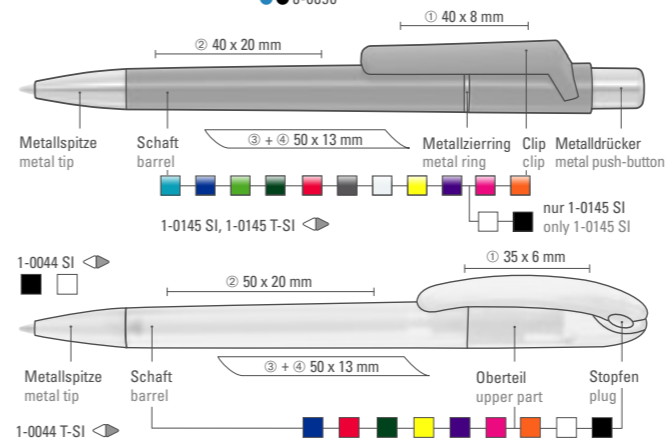 ① 40 x 8 mm
② 40 x 20 mm
Metallspitze
metal tip
Schaft
barrel
③ + ④ 50 x 13 mm
Metallzierring
metal ring
Clip
clip
Metalldrücker
metal push-button
1-0145 SI, 1-0145 T-SI
nur 1-0145 SI
only 1-0145 SI
1-0044 SI
① 35 x 6 mm
② 50 x 20 mm
③ + ④ 50 x 13 mm
Metallspitze
metal tip
Schaft
barrel
Oberteil
upper part
Stopfen
plug
1-0044 T-SI